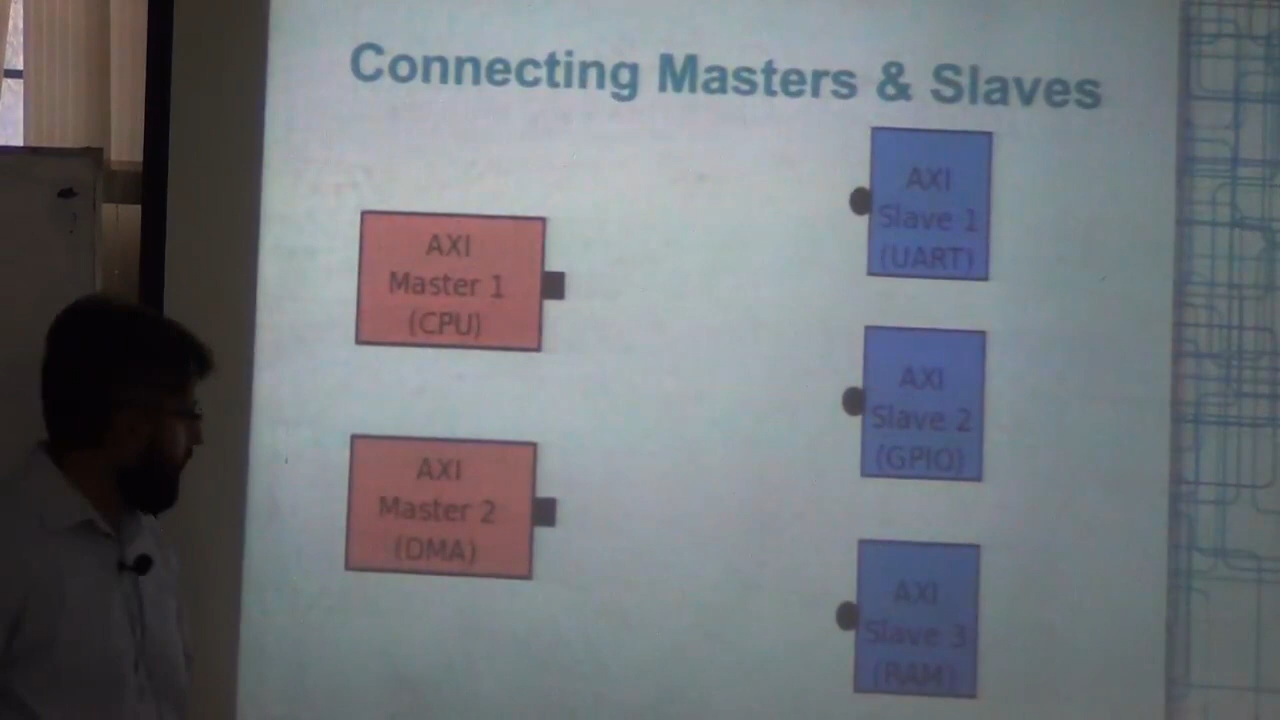 Connecting Masters & Slaves
AXI
Master 1
(CPU)
AXI
Master 2
(DMA)
AXI
Slave 1
(UART)
AXI
Slave 2
(GPIO)
AXI
Slave 3
(RAM)